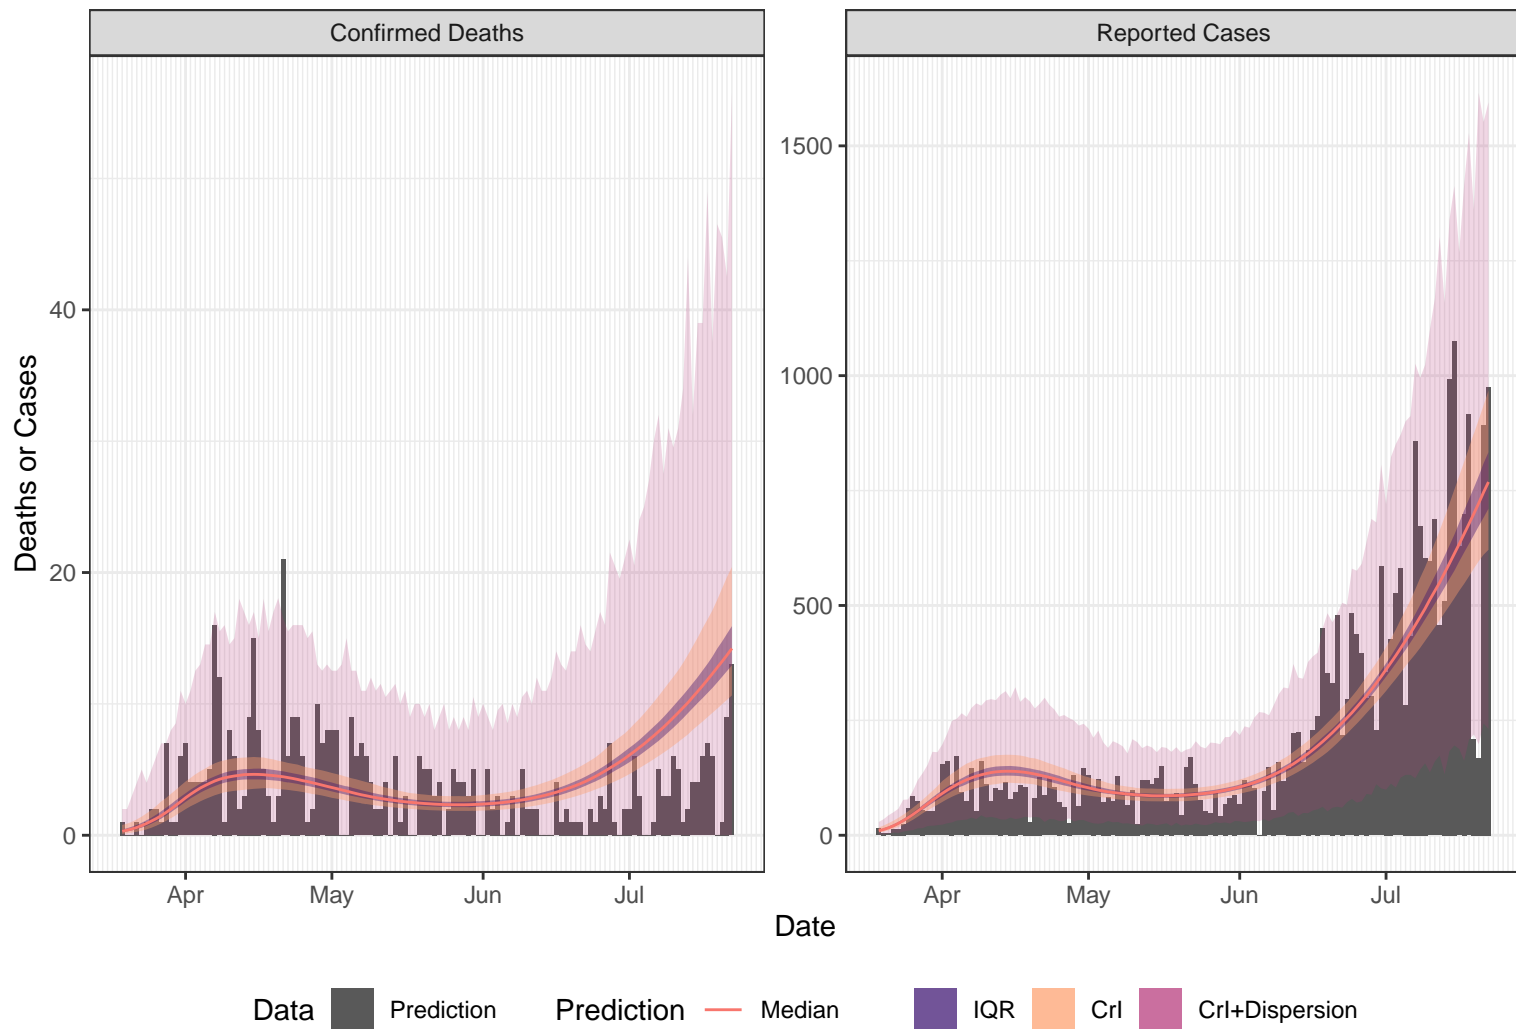 Confirmed Deaths
Reported Cases
Deaths or Cases
40
20
0
1500
1000
500
0
Apr
May
Jun
Jul
Apr
May
Jun
Jul
Date
Data
Prediction
Prediction
Median
IQR
CrI
CrI+Dispersion